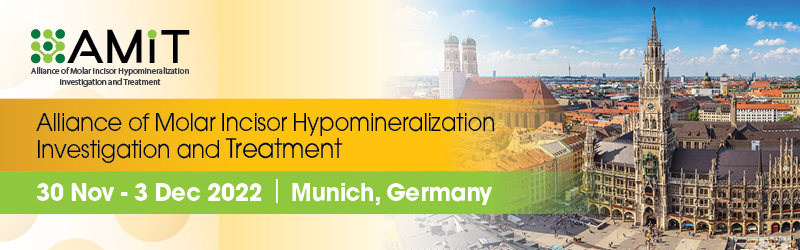 AMiT
Alliance of Molar Incisor Hypomineralization
Investigation and Treatment
Alliance of Molar Incisor Hypomineralization
Investigation and Treatment
30 Nov - 3 Dec 2022 | Munich, Germany